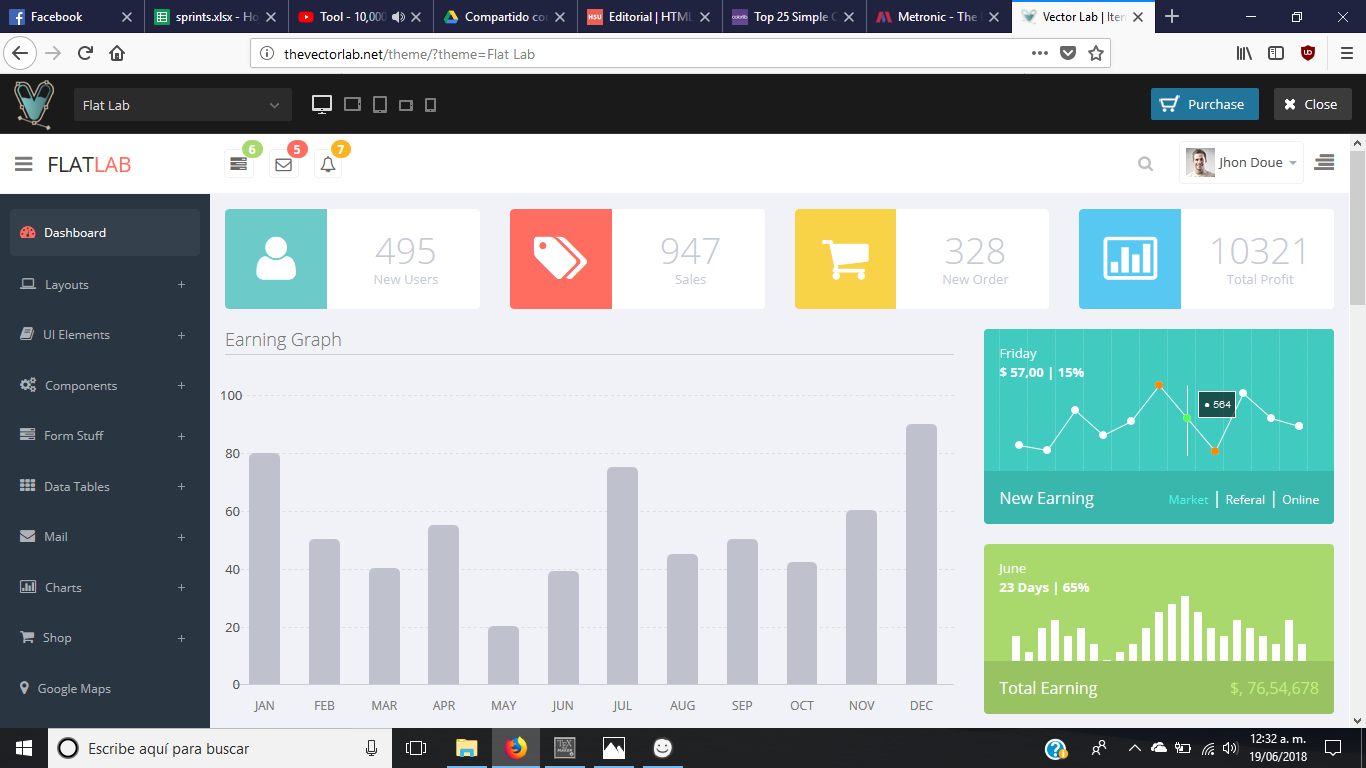 Facebook
sprints.xlsx - Ho
Tool - 10,000
Compartido co
Editorial | HTML
Top 25 Simple C
Metronic - The
Vector Lab | Iten
thevectorlab.net/theme/?theme=Flat Lab
Flat Lab
Purchase
Close
FLATLAB
6
5
7
Jhon Doue
Dashboard
Layouts +
UI Elements +
Components +
Form Stuff +
Data Tables +
Mail +
Charts +
Shop +
Google Maps
495
New Users
947
Sales
328
New Order
10321
Total Profit
Earning Graph
100
80
60
40
20
0
JAN FEB MAR APR MAY JUN JUL AUG SEP OCT NOV DEC
Friday
$ 57,00 | 15%
564
New Earning
Market | Referal | Online
June
23 Days | 65%
Total Earning
$, 76,54,678
Escribe aquí para buscar
12:32 a. m.
19/06/2018